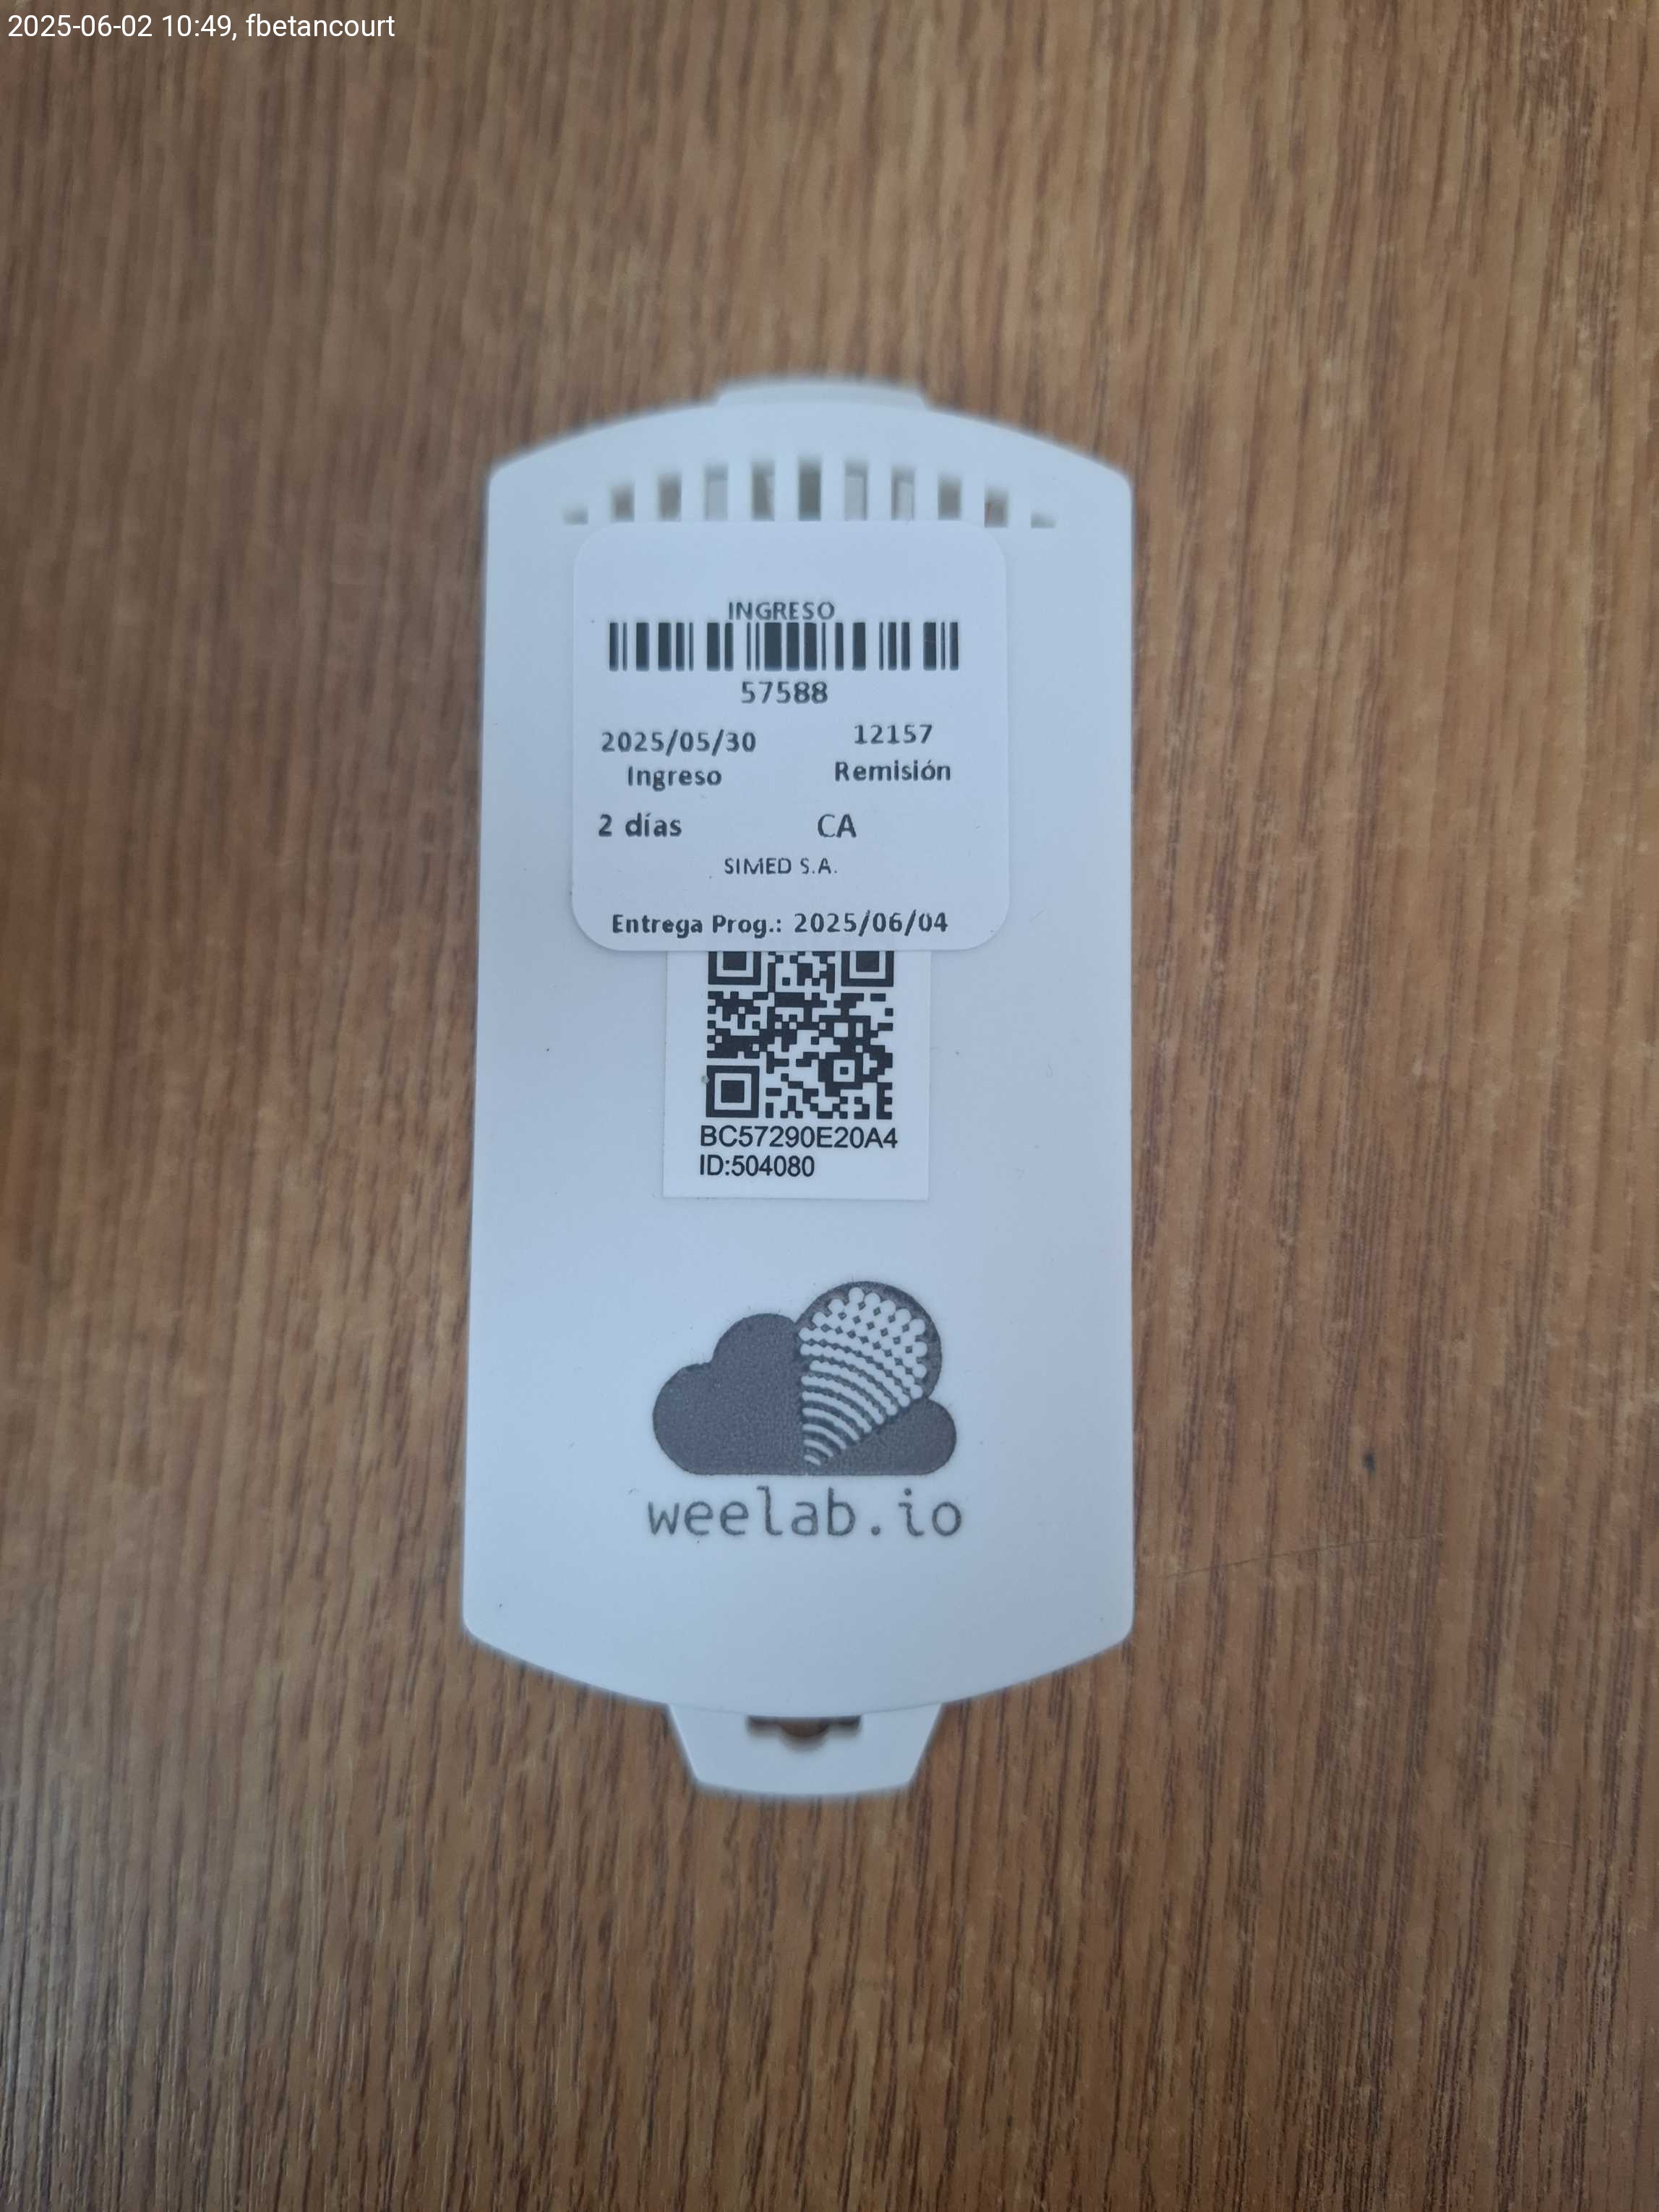 2025-06-02 10:49, fbetancourt
INGRESO
57588
2025/05/30 12157
Ingreso Remisión
2 días CA
SIMED S.A.
Entrega Prog.: 2025/06/04
BC57290E20A4
ID:504080
weelab.io